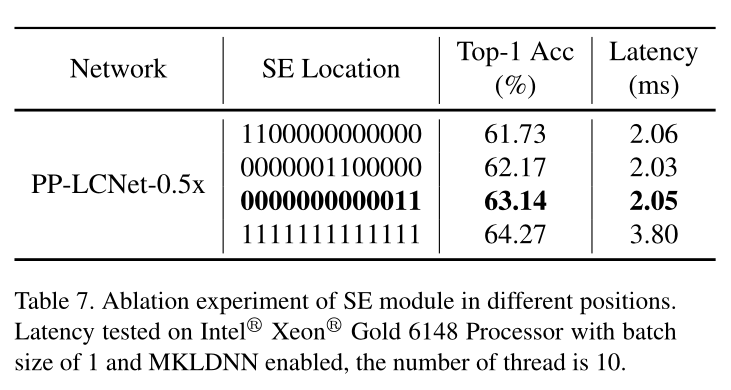 Network SE Location Top-1 Acc (%) Latency (ms)
PP-LCNet-0.5x
1100000000000 61.73 2.06
0000001100000 62.17 2.03
0000000000011 63.14 2.05
1111111111111 64.27 3.80
Table 7. Ablation experiment of SE module in different positions.
Latency tested on Intel® Xeon® Gold 6148 Processor with batch
size of 1 and MKLDNN enabled, the number of thread is 10.